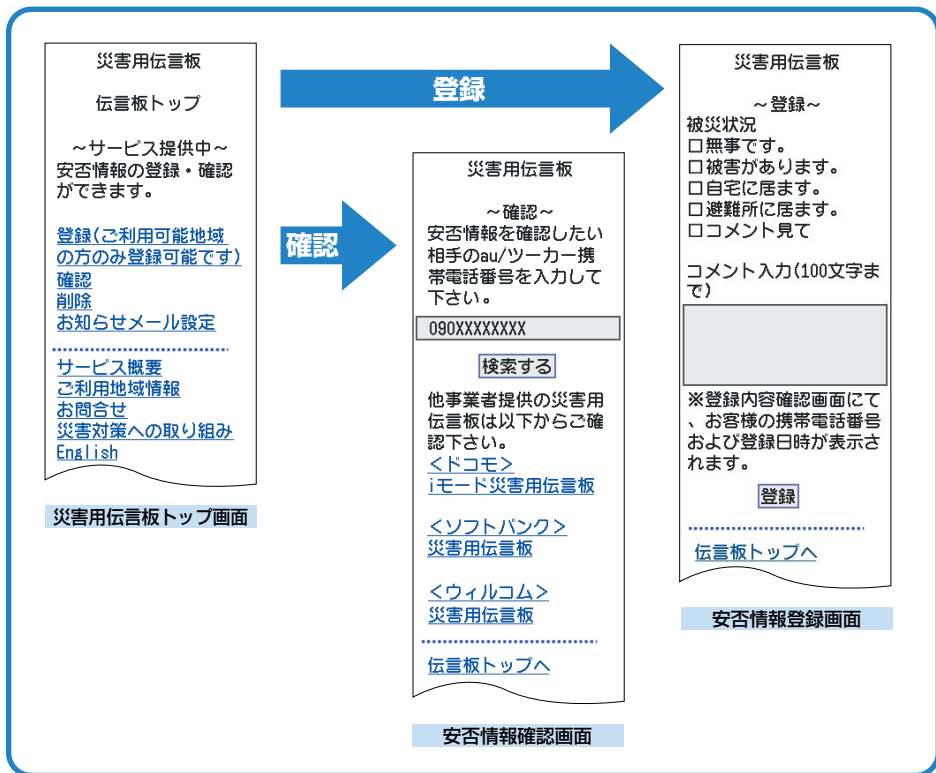 災害用伝言板
伝言板トップ
～サービス提供中～
安否情報の登録・確認
ができます。
登録(ご利用可能地域
の方のみ登録可能です)
確認
削除
お知らせメール設定
サービス概要
ご利用地域情報
お問合せ
災害対策への取り組み
English
災害用伝言板トップ画面
登録
確認
災害用伝言板
～確認～
安否情報を確認したい
相手のau/ツーカー携
帯電話番号を入力して
下さい。
090XXXXXXXX
検索する
他事業者提供の災害用
伝言板は以下からご確
認下さい。
<ドコモ>
iモード災害用伝言板
<ソフトバンク>
災害用伝言板
<ウィルコム>
災害用伝言板
伝言板トップへ
安否情報確認画面
災害用伝言板
～登録～
被災状況
□無事です。
□被害があります。
□自宅に居ます。
□避難所に居ます。
□コメント見て
コメント入力(100文字ま
で)
※登録内容確認画面にて
、お客様の携帯電話番号
および登録日時が表示さ
れます。
登録
伝言板トップへ
安否情報登録画面